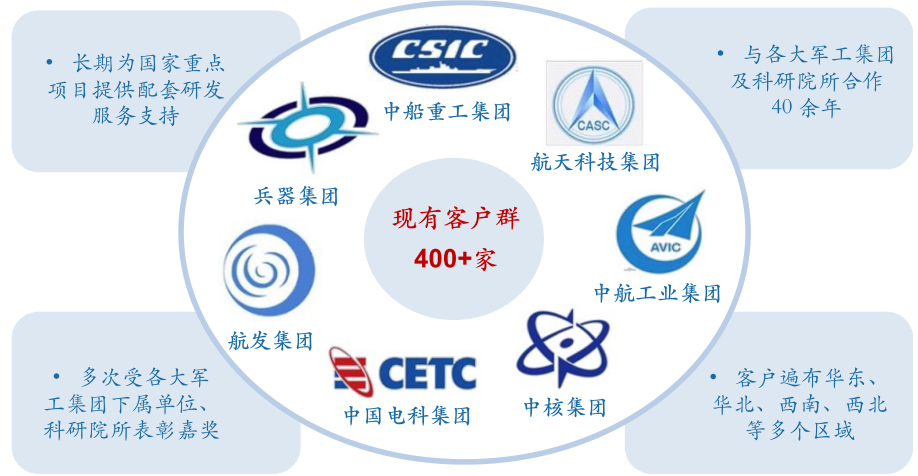 • 长期为国家重点
项目提供配套研发
服务支持
• 与各大军工集团
及科研院所合作
40 余年
CSIC
中船重工集团
CASC
航天科技集团
兵器集团
现有客户群
400+家
AVIC
中航工业集团
航发集团
CETC
中国电科集团
中核集团
• 多次受各大军
工集团下属单位、
科研院所表彰嘉奖
• 客户遍布华东、
华北、西南、西北
等多个区域